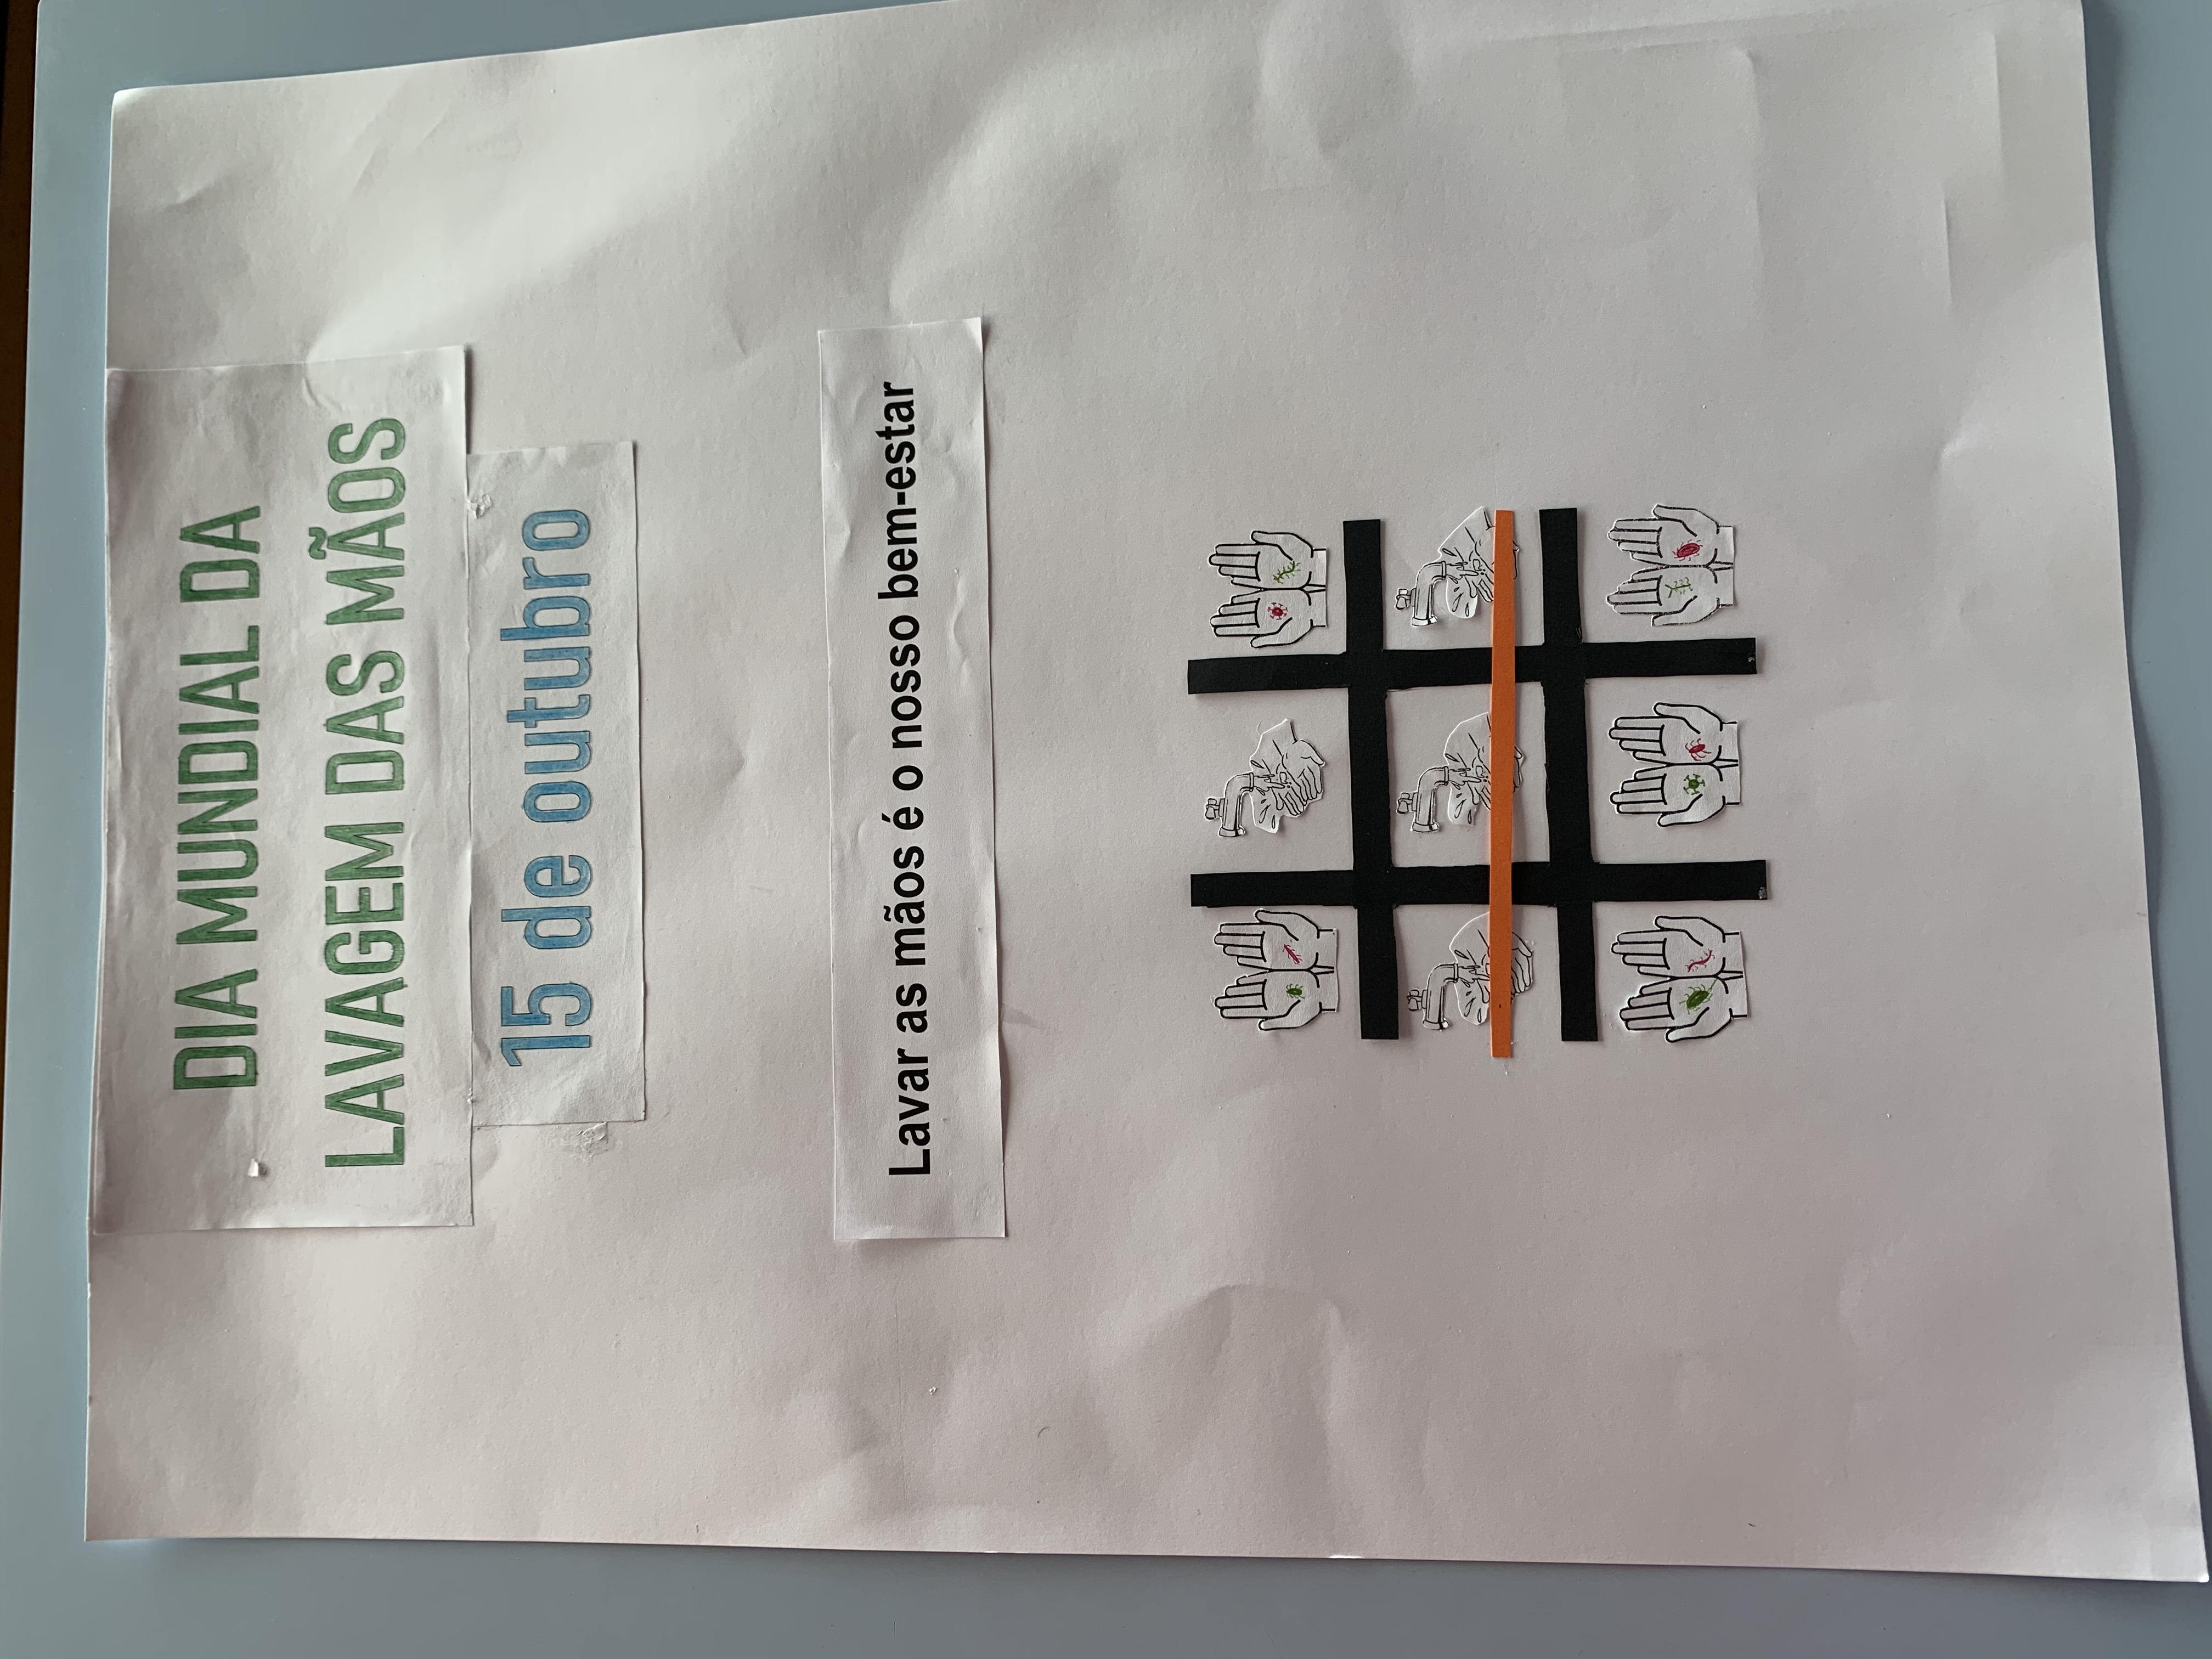 DIA MUNDIAL DA
LAVAGEM DAS MÃOS
15 de outubro
Lavar as mãos é o nosso bem-estar